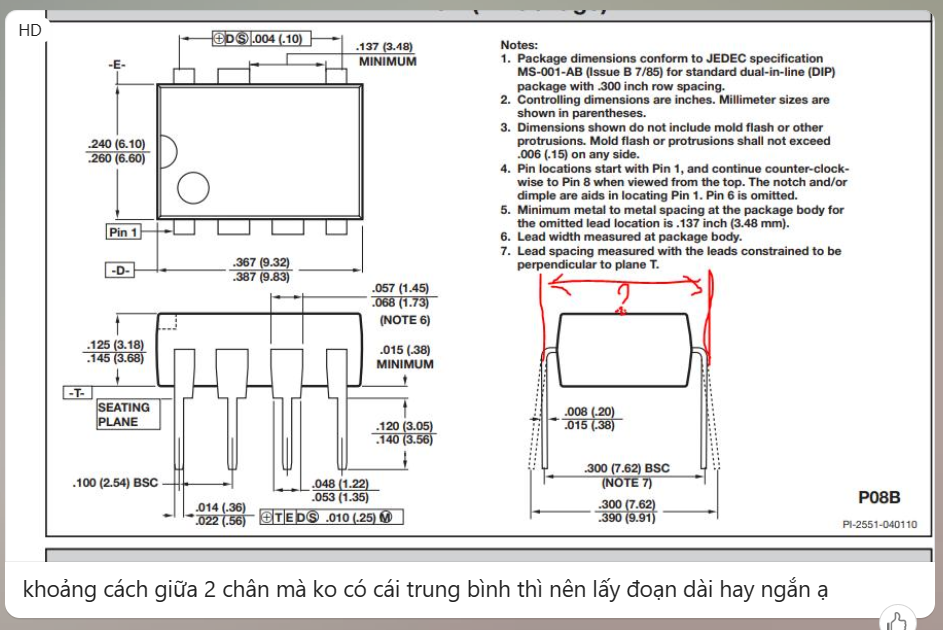 HD
⊕ D Ⓢ .004 (.10)
.137 (3.48)
MINIMUM
-E-
.240 (6.10)
.260 (6.60)
Pin 1
-D-
.367 (9.32)
.387 (9.83)
Notes:
1. Package dimensions conform to JEDEC specification
MS-001-AB (Issue B 7/85) for standard dual-in-line (DIP)
package with .300 inch row spacing.
2. Controlling dimensions are inches. Millimeter sizes are
shown in parentheses.
3. Dimensions shown do not include mold flash or other
protrusions. Mold flash or protrusions shall not exceed
.006 (.15) on any side.
4. Pin locations start with Pin 1, and continue counter-clock-
wise to Pin 8 when viewed from the top. The notch and/or
dimple are aids in locating Pin 1. Pin 6 is omitted.
5. Minimum metal to metal spacing at the package body for
the omitted lead location is .137 inch (3.48 mm).
6. Lead width measured at package body.
7. Lead spacing measured with the leads constrained to be
perpendicular to plane T.
?
.057 (1.45)
.068 (1.73)
(NOTE 6)
.125 (3.18)
.145 (3.68)
.015 (.38)
MINIMUM
-T-
SEATING
PLANE
.120 (3.05)
.140 (3.56)
.100 (2.54) BSC
.048 (1.22)
.053 (1.35)
.014 (.36)
.022 (.56)
⊕ T E D Ⓢ .010 (.25) Ⓜ
.008 (.20)
.015 (.38)
.300 (7.62) BSC
(NOTE 7)
.300 (7.62)
.390 (9.91)
P08B
PI-2551-040110
khoảng cách giữa 2 chân mà ko có cái trung bình thì nên lấy đoạn dài hay ngắn ạ